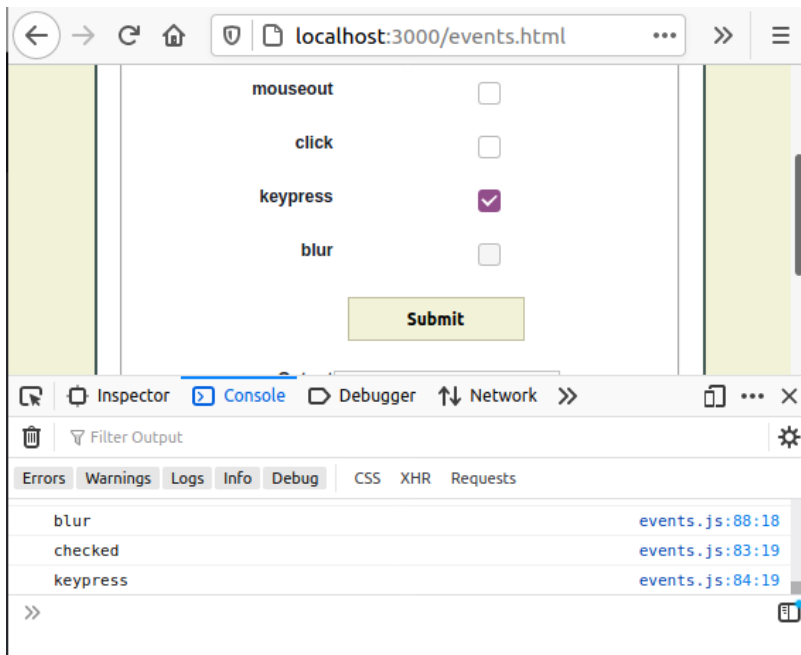 localhost:3000/events.html
mouseout
click
keypress
blur
Submit
Inspector Console Debugger Network
Filter Output
Errors Warnings Logs Info Debug CSS XHR Requests
blur events.js:88:18
checked events.js:83:19
keypress events.js:84:19